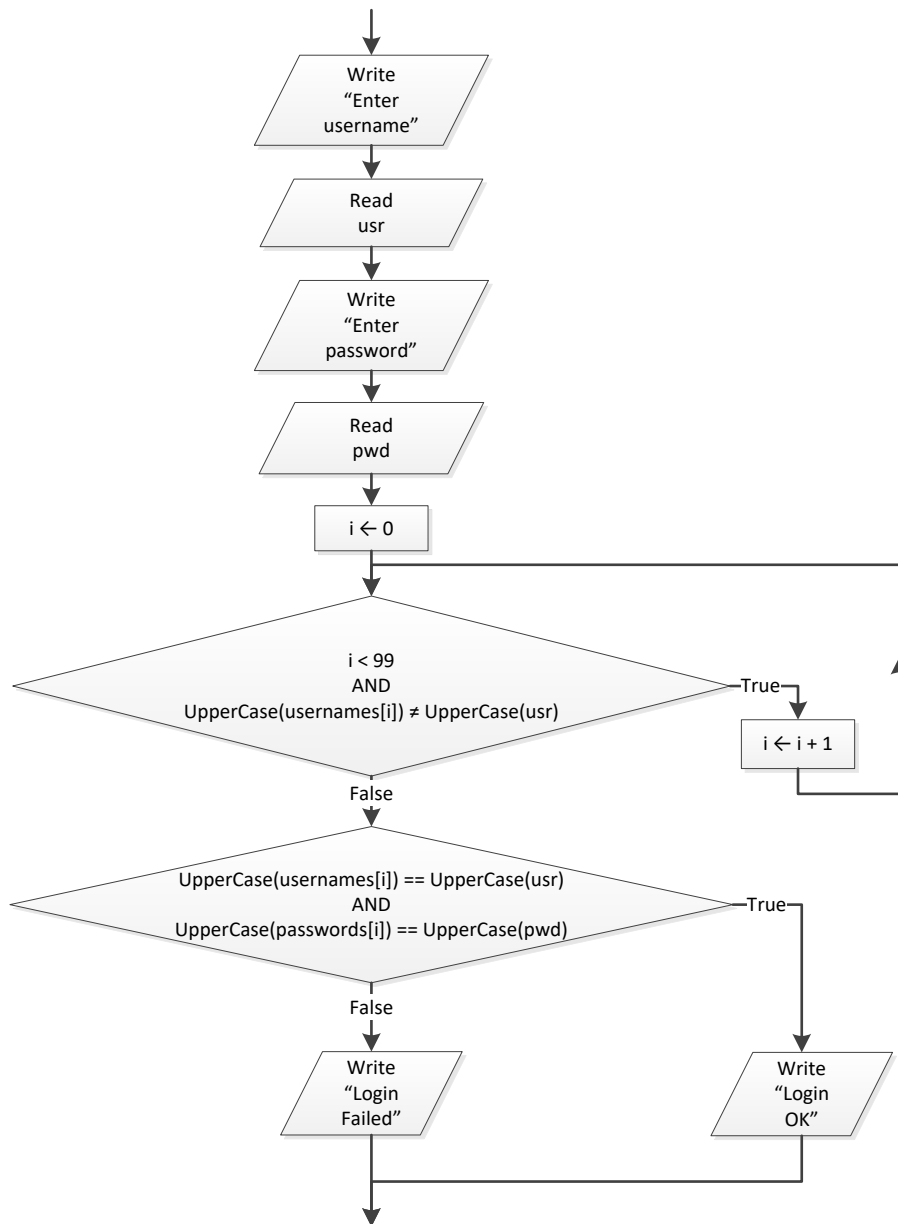 Write
“Enter
username”
Read
usr
Write
“Enter
password”
Read
pwd
i ← 0
i < 99
AND
UpperCase(usernames[i]) ≠ UpperCase(usr)
True
i ← i + 1
False
UpperCase(usernames[i]) == UpperCase(usr)
AND
UpperCase(passwords[i]) == UpperCase(pwd)
True
False
Write
“Login
Failed”
Write
“Login
OK”